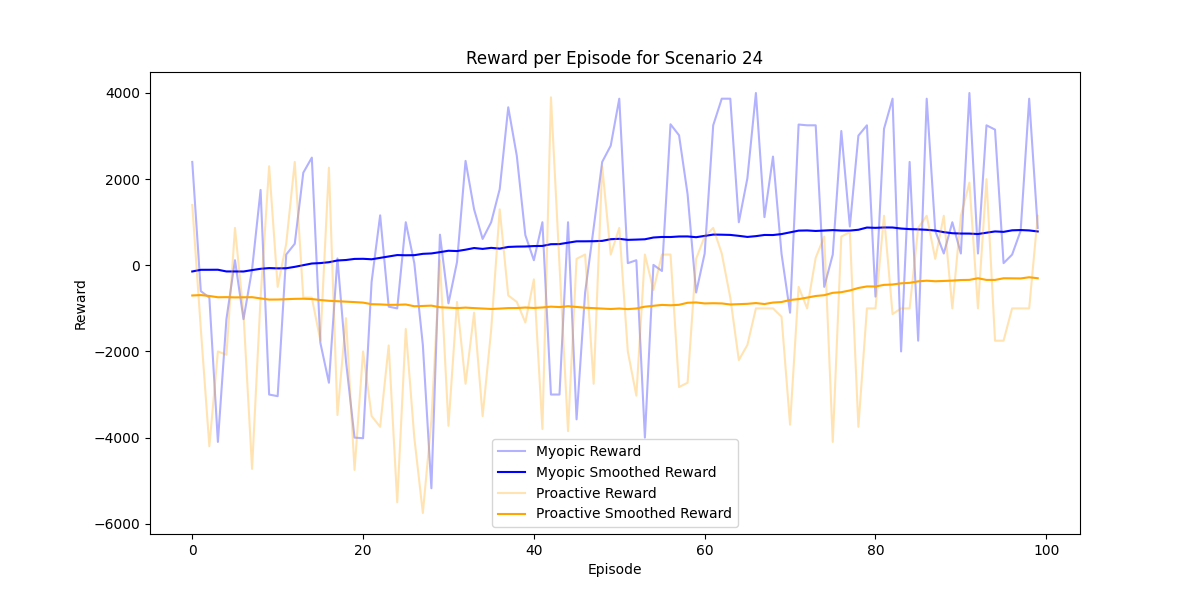 Reward per Episode for Scenario 24
Reward
4000
2000
0
−2000
−4000
−6000
Myopic Reward
Myopic Smoothed Reward
Proactive Reward
Proactive Smoothed Reward
0 20 40 60 80 100
Episode